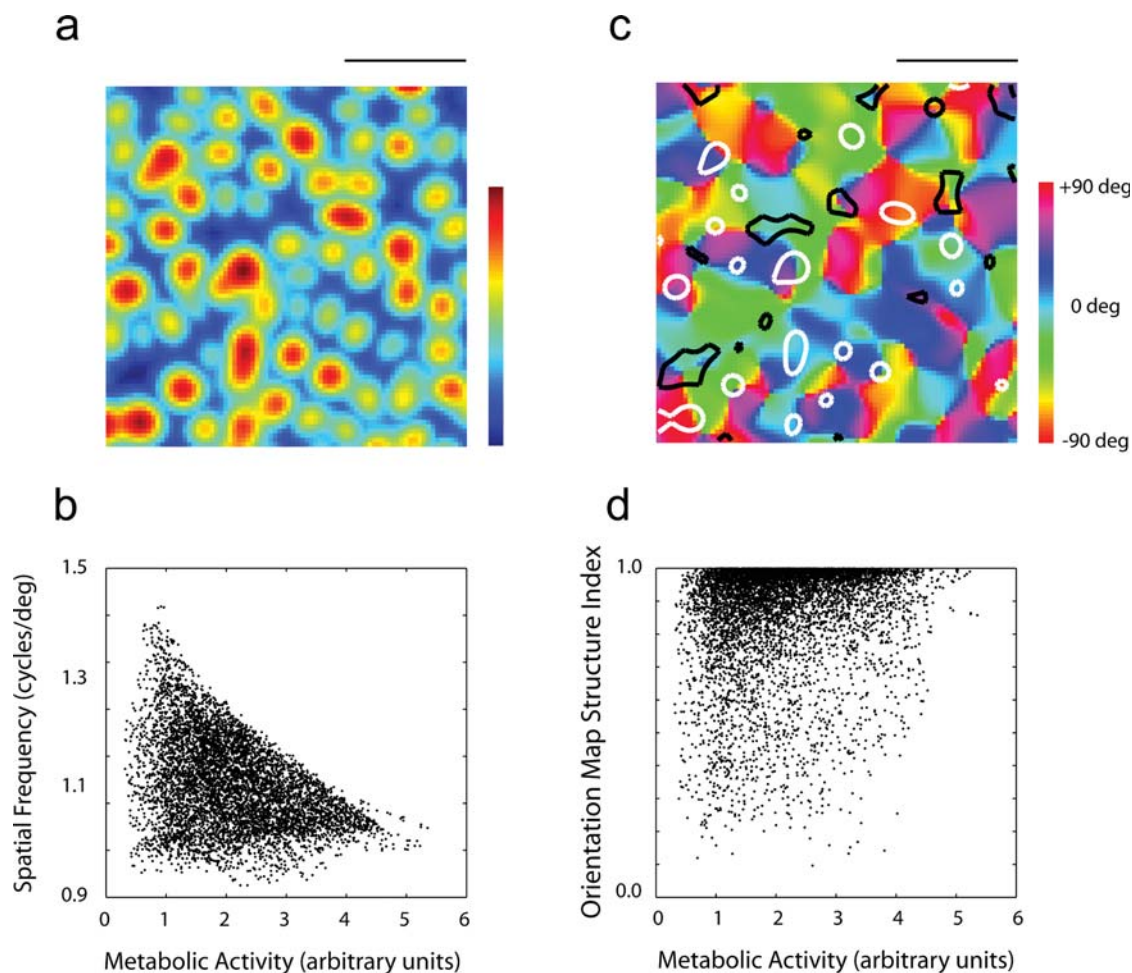 a
c
+90 deg
0 deg
-90 deg
b
1.5
1.3
1.1
0.9
Spatial Frequency (cycles/deg)
0 1 2 3 4 5 6
Metabolic Activity (arbitrary units)
d
1.0
0.0
Orientation Map Structure Index
0 1 2 3 4 5 6
Metabolic Activity (arbitrary units)